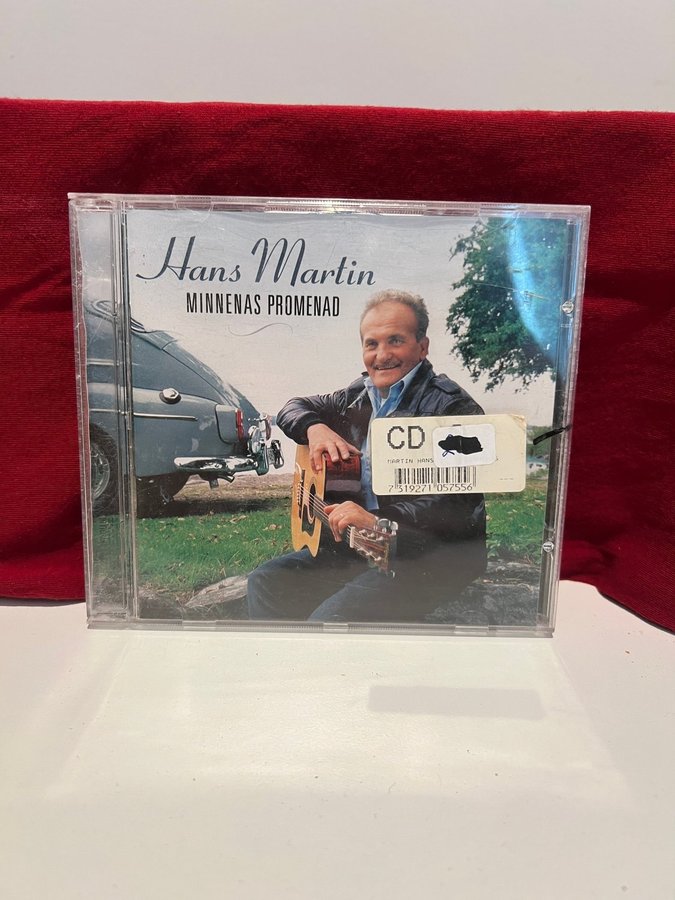 Hans Martin
MINNENAS PROMENAD
CD
MARTIN HANS
7 319271 057556